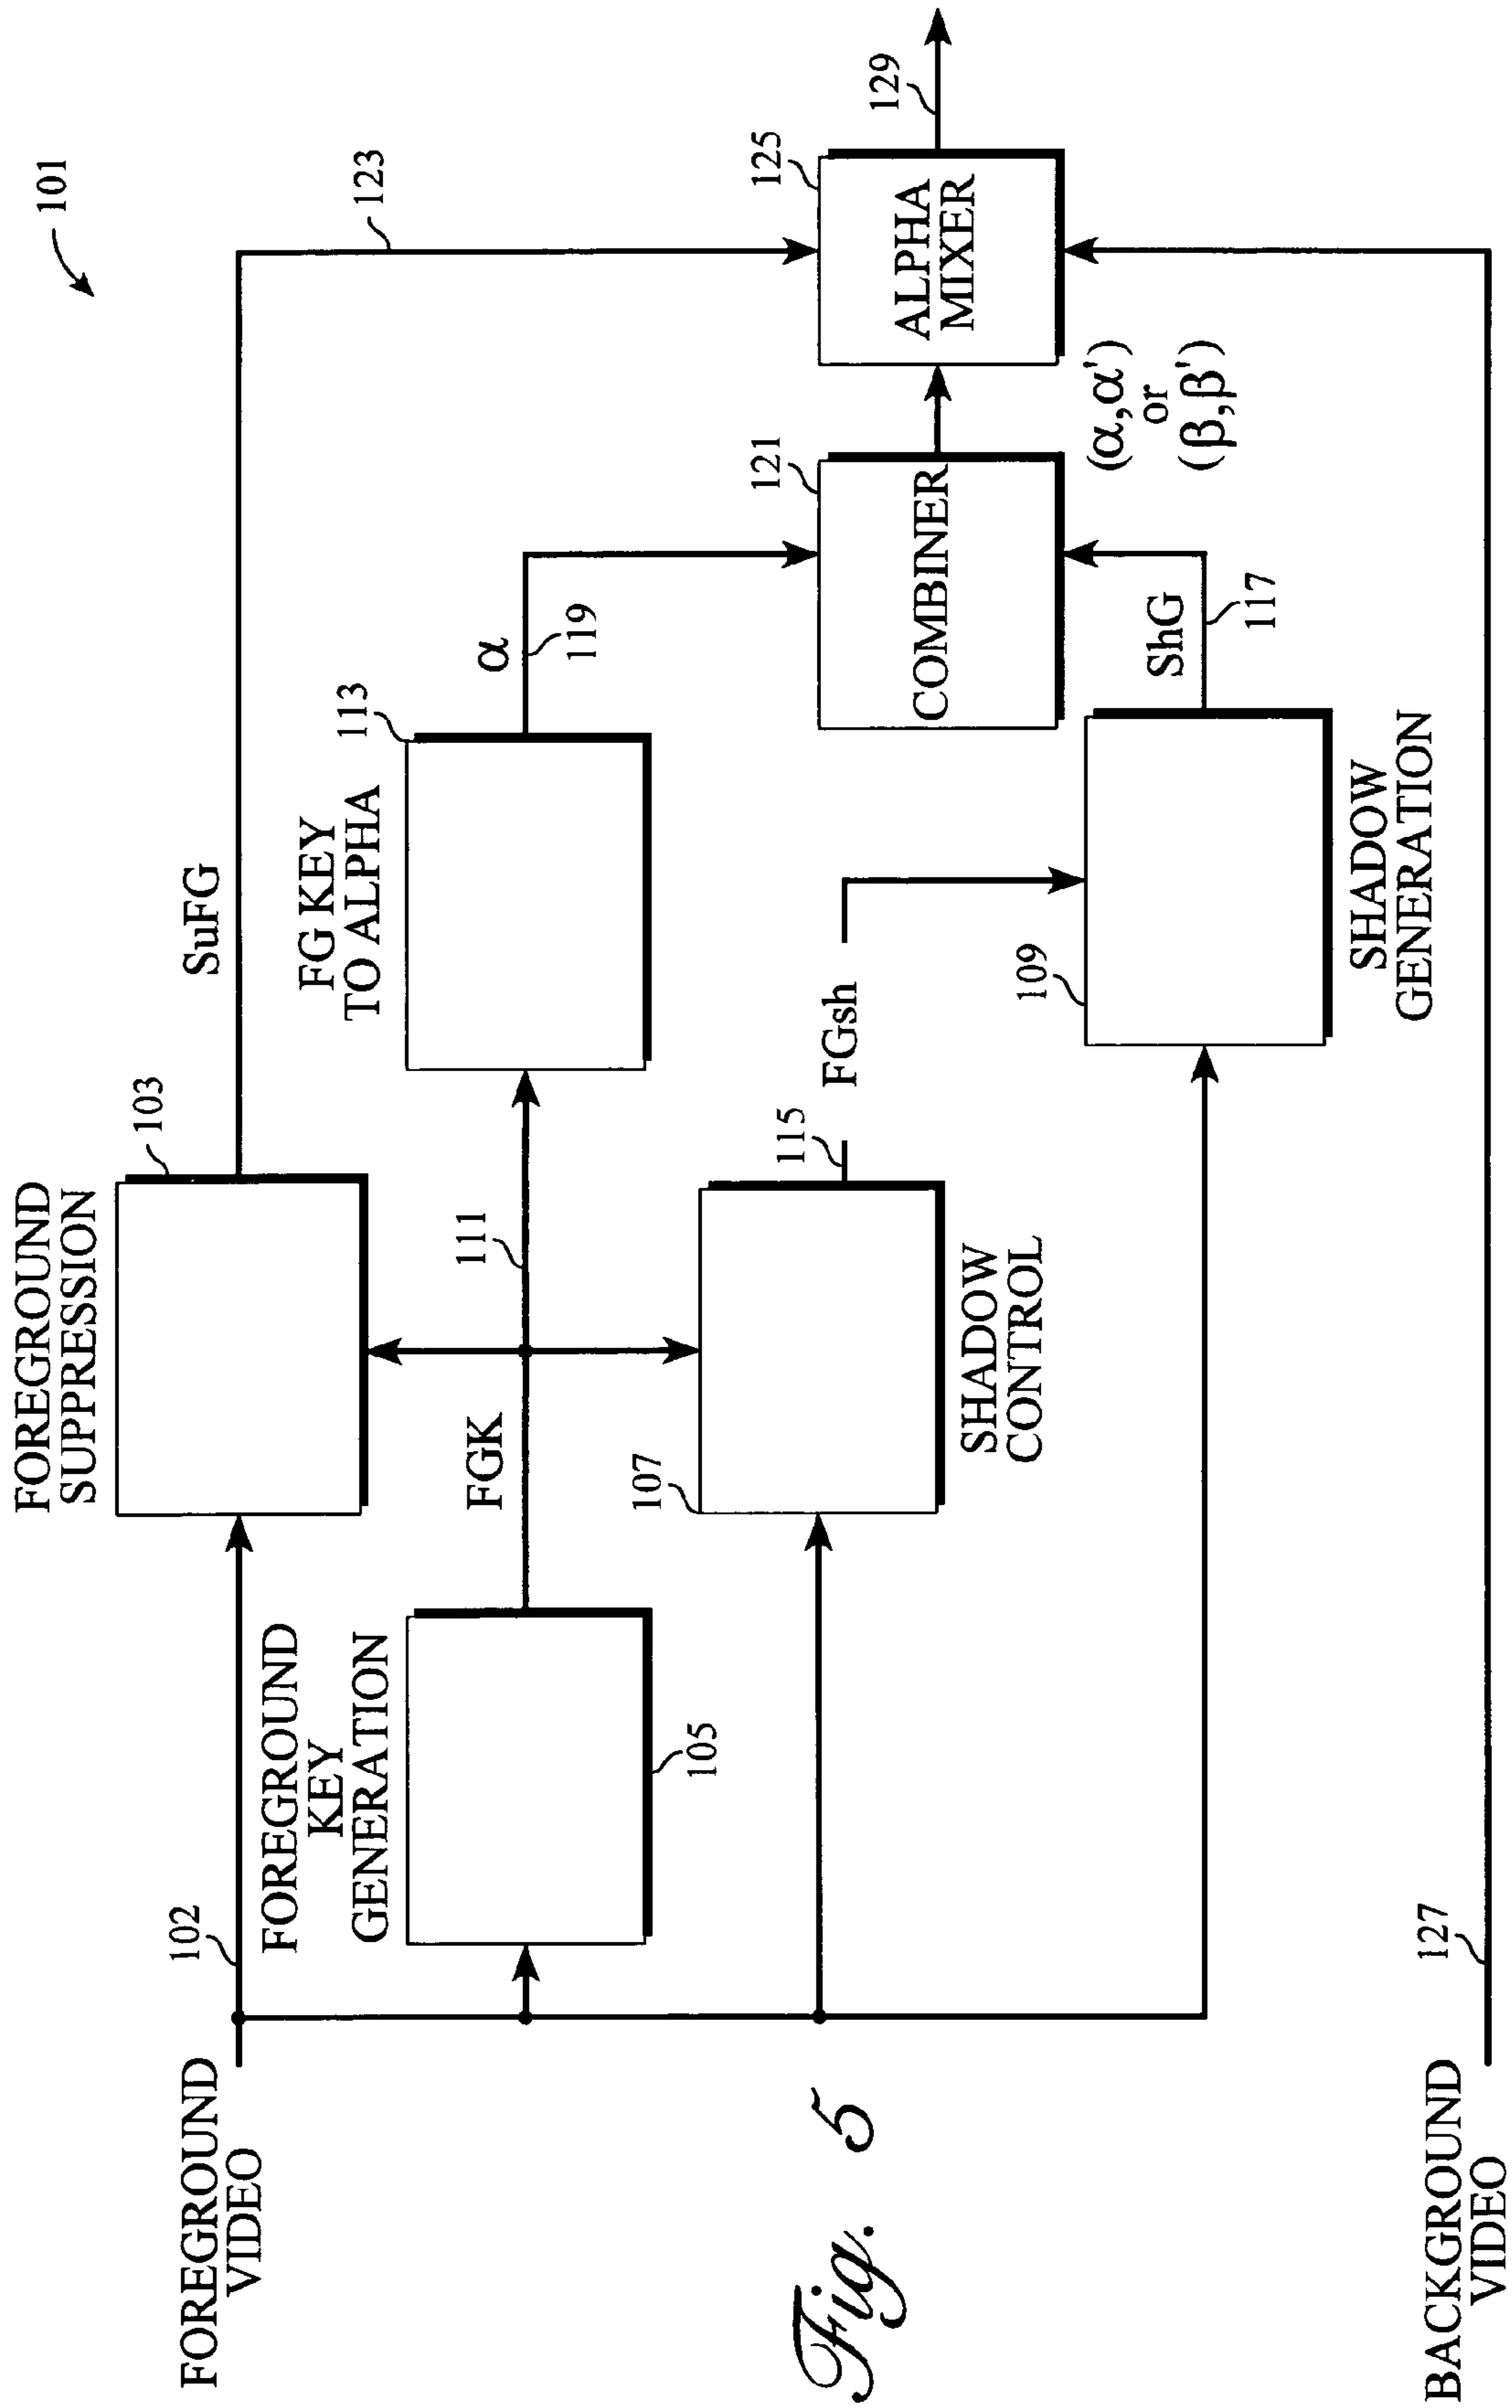 101
FOREGROUND
SUPPRESSION
103
SuFG
123
FOREGROUND
VIDEO
102
FOREGROUND
KEY
GENERATION
105
FGK
111
FG KEY
TO ALPHA
113
α
119
107
SHADOW
CONTROL
115
FGsh
109
SHADOW
GENERATION
ShG
117
121
COMBINER
(α,α')
or
(β,β')
125
ALPHA
MIXER
129
BACKGROUND
VIDEO
127
Fig. 5